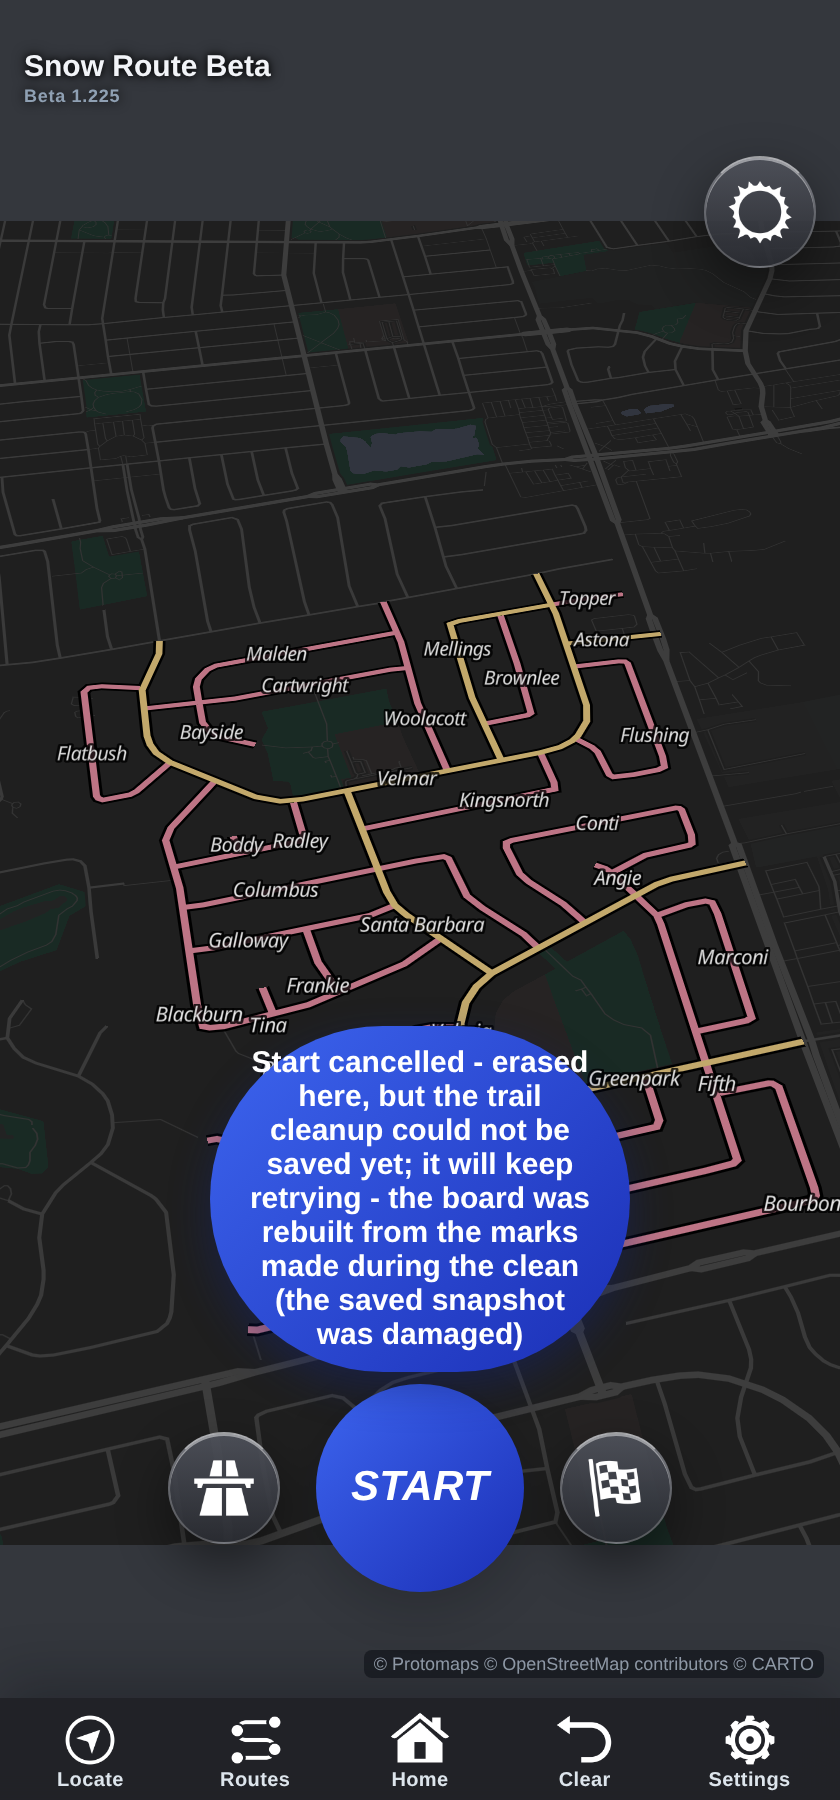 Snow Route Beta
Beta 1.225
Topper
Astona
Malden
Mellings
Cartwright
Brownlee
Woolacott
Bayside
Flushing
Flatbush
Velmar
Kingsnorth
Conti
Boddy
Radley
Angie
Columbus
Santa Barbara
Galloway
Marconi
Frankie
Blackburn
Tina
Start cancelled - erased
here, but the trail
cleanup could not be
saved yet; it will keep
retrying - the board was
rebuilt from the marks
made during the clean
(the saved snapshot
was damaged)
Greenpark
Fifth
Bourbon
START
© Protomaps © OpenStreetMap contributors © CARTO
Locate
Routes
Home
Clear
Settings